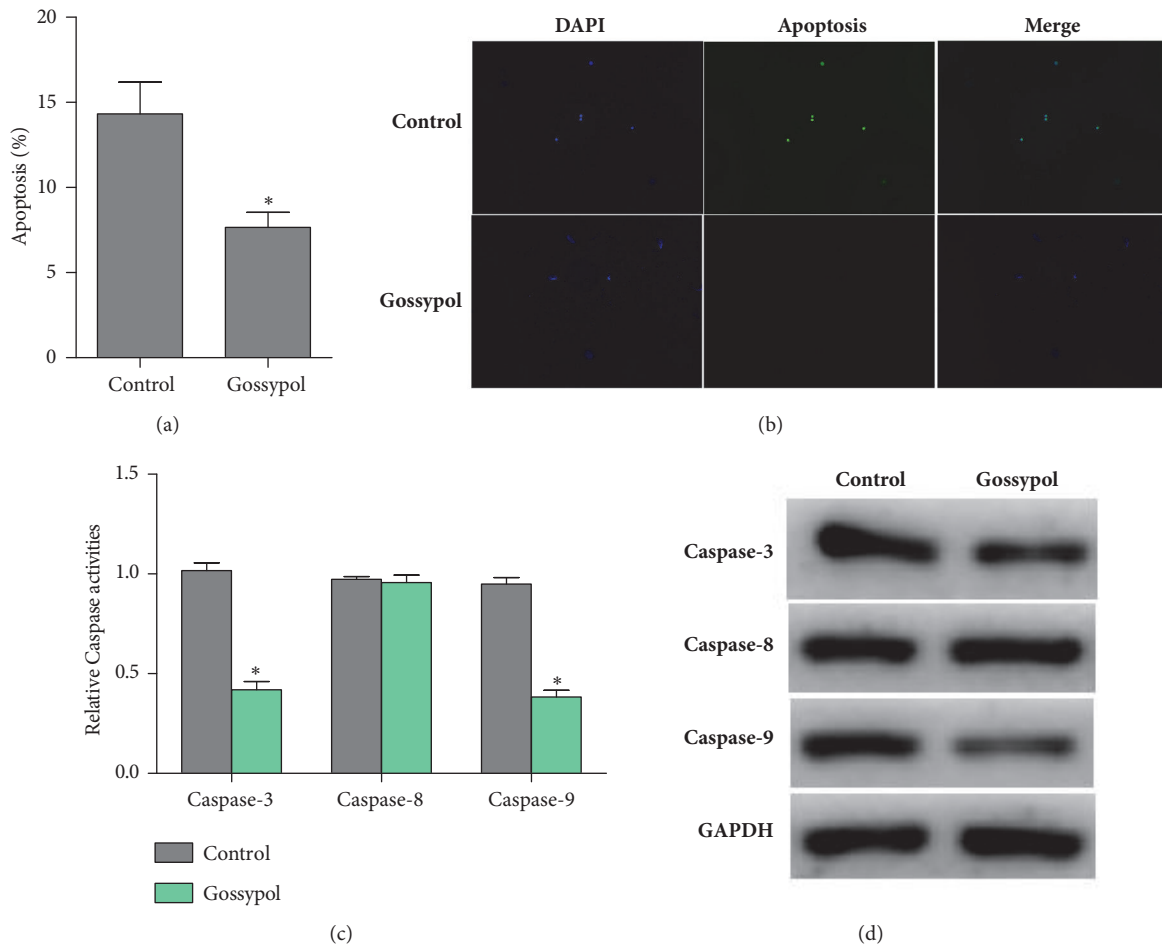 20
15
10
5
0
Apoptosis (%)
*
Control
Gossypol
(a)
DAPI
Apoptosis
Merge
Control
Gossypol
(b)
1.5
1.0
0.5
0.0
Relative Caspase activities
*
*
Caspase-3
Caspase-8
Caspase-9
Control
Gossypol
(c)
Control
Gossypol
Caspase-3
Caspase-8
Caspase-9
GAPDH
(d)